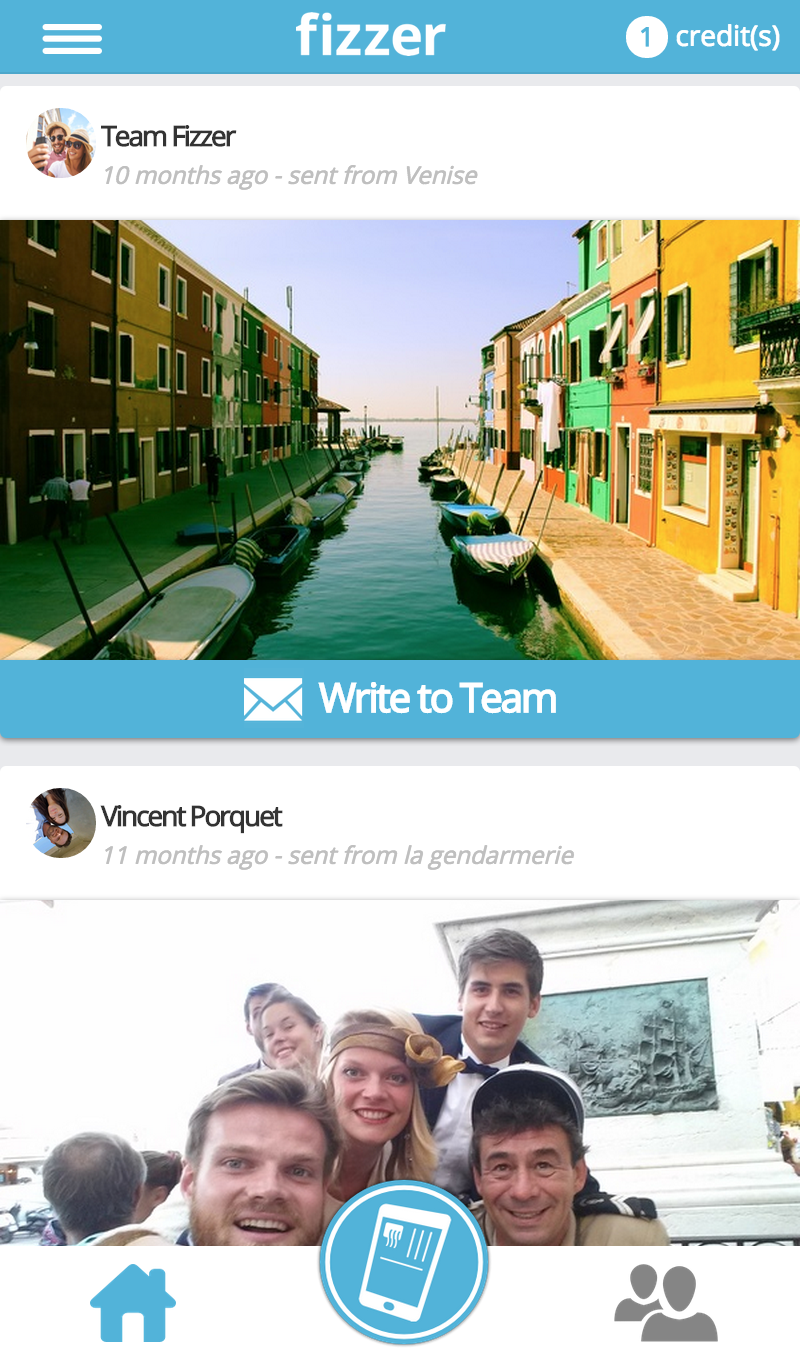 fizzer
1 credit(s)
Team Fizzer
10 months ago - sent from Venise
Write to Team
Vincent Porquet
11 months ago - sent from la gendarmerie